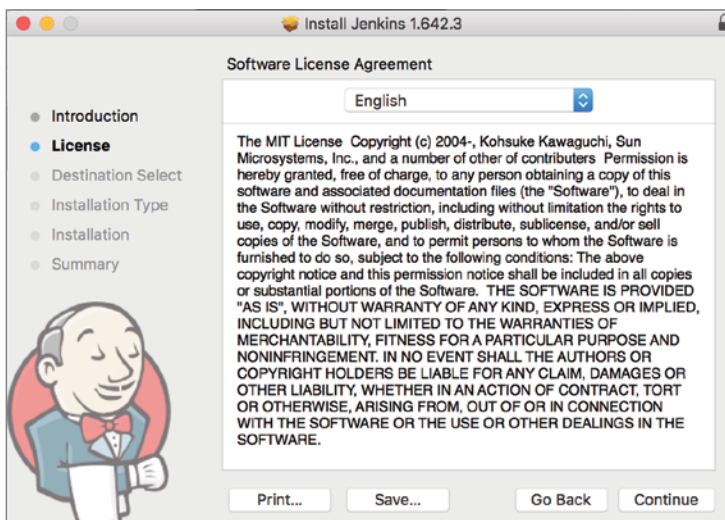 Install Jenkins 1.642.3
Software License Agreement
English
Introduction
License
Destination Select
Installation Type
Installation
Summary
The MIT License  Copyright (c) 2004-, Kohsuke Kawaguchi, Sun
Microsystems, Inc., and a number of other of contributers  Permission is
hereby granted, free of charge, to any person obtaining a copy of this
software and associated documentation files (the "Software"), to deal in
the Software without restriction, including without limitation the rights to
use, copy, modify, merge, publish, distribute, sublicense, and/or sell
copies of the Software, and to permit persons to whom the Software is
furnished to do so, subject to the following conditions: The above
copyright notice and this permission notice shall be included in all copies
or substantial portions of the Software.  THE SOFTWARE IS PROVIDED
"AS IS", WITHOUT WARRANTY OF ANY KIND, EXPRESS OR IMPLIED,
INCLUDING BUT NOT LIMITED TO THE WARRANTIES OF
MERCHANTABILITY, FITNESS FOR A PARTICULAR PURPOSE AND
NONINFRINGEMENT. IN NO EVENT SHALL THE AUTHORS OR
COPYRIGHT HOLDERS BE LIABLE FOR ANY CLAIM, DAMAGES OR
OTHER LIABILITY, WHETHER IN AN ACTION OF CONTRACT, TORT
OR OTHERWISE, ARISING FROM, OUT OF OR IN CONNECTION
WITH THE SOFTWARE OR THE USE OR OTHER DEALINGS IN THE
SOFTWARE.
Print... Save... Go Back Continue